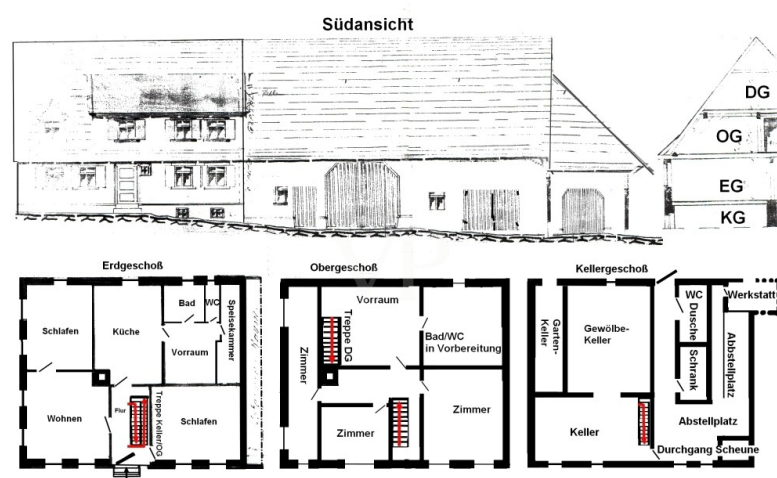 Südansicht
DG
OG
EG
KG
Erdgeschoß
Schlafen
Küche
Bad
WC
Speisekammer
Vorraum
Wohnen
Flur
Treppe Keller/OG
Schlafen
Obergeschoß
Vorraum
Treppe DG
Zimmer
Bad/WC
in Vorbereitung
Zimmer
Zimmer
Kellergeschoß
Garten-
Keller
Gewölbe-
Keller
WC
Dusche
Werkstatt
Schrank
Abbstellplatz
Keller
Abstellplatz
Durchgang Scheune
VP